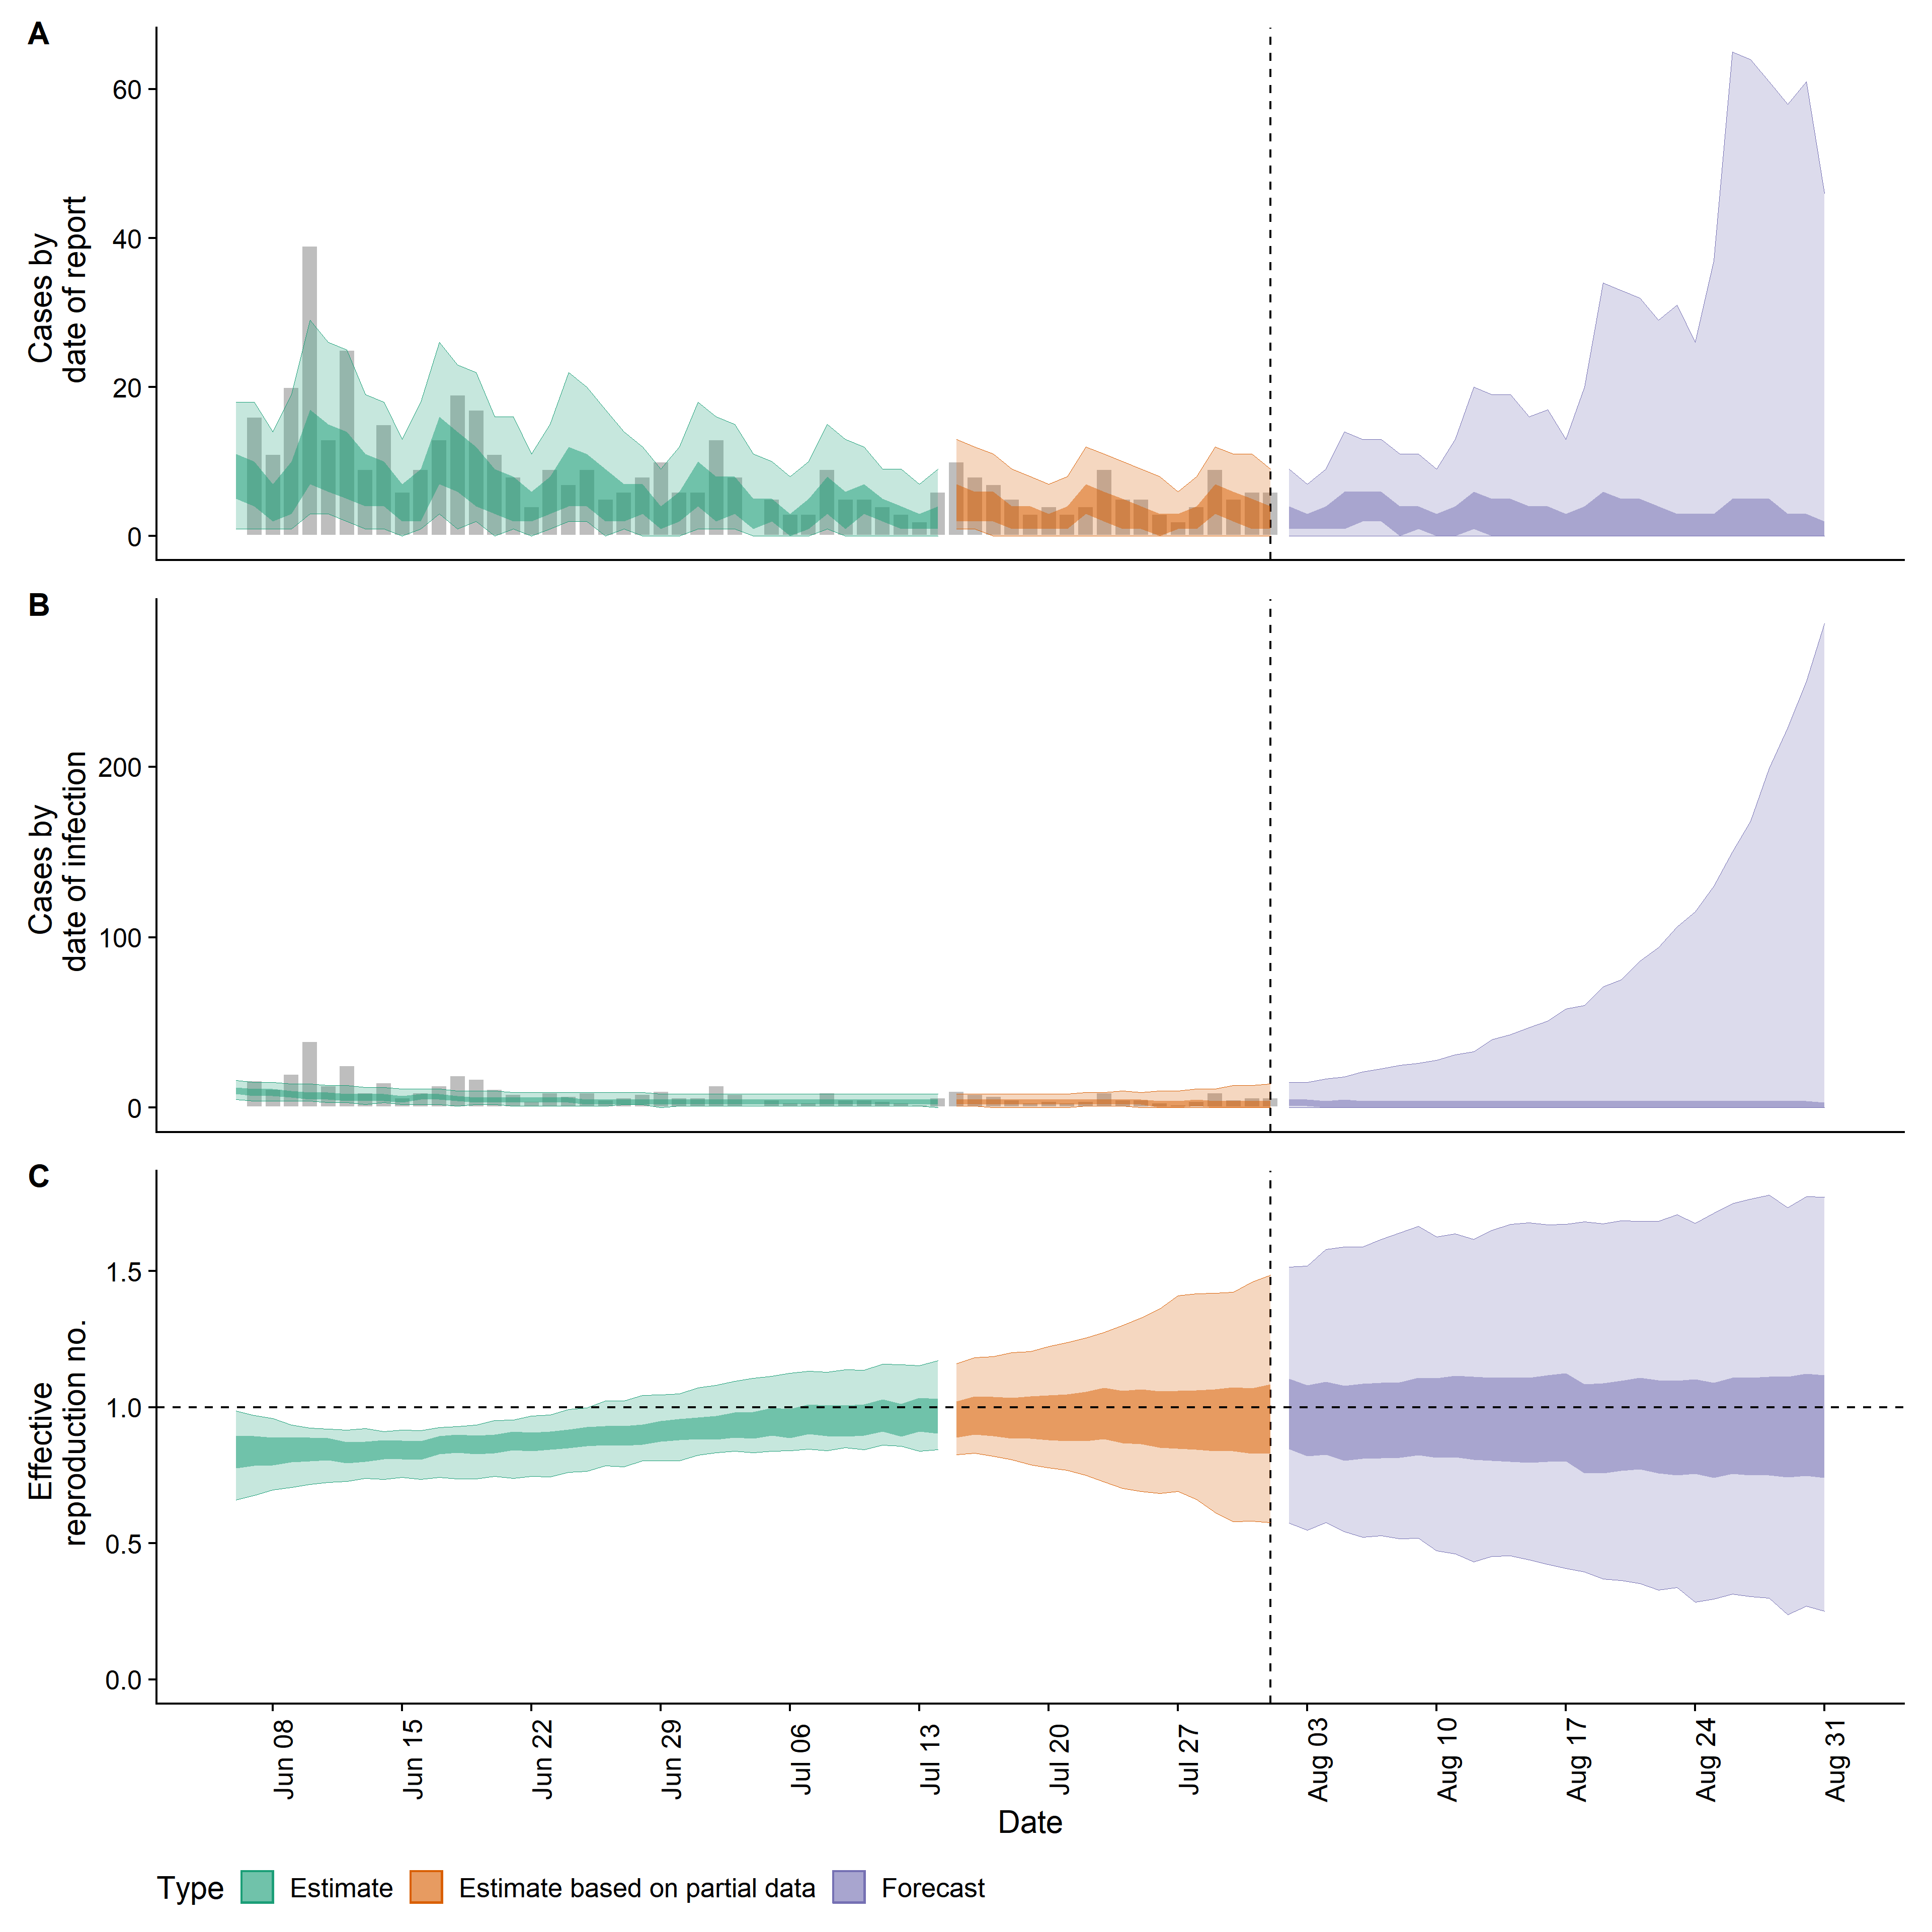 A
60
40
20
0
Cases by
date of report
B
200
100
0
Cases by
date of infection
C
1.5
1.0
0.5
0.0
Effective
reproduction no.
Jun 08
Jun 15
Jun 22
Jun 29
Jul 06
Jul 13
Jul 20
Jul 27
Aug 03
Aug 10
Aug 17
Aug 24
Aug 31
Date
Type Estimate Estimate based on partial data Forecast